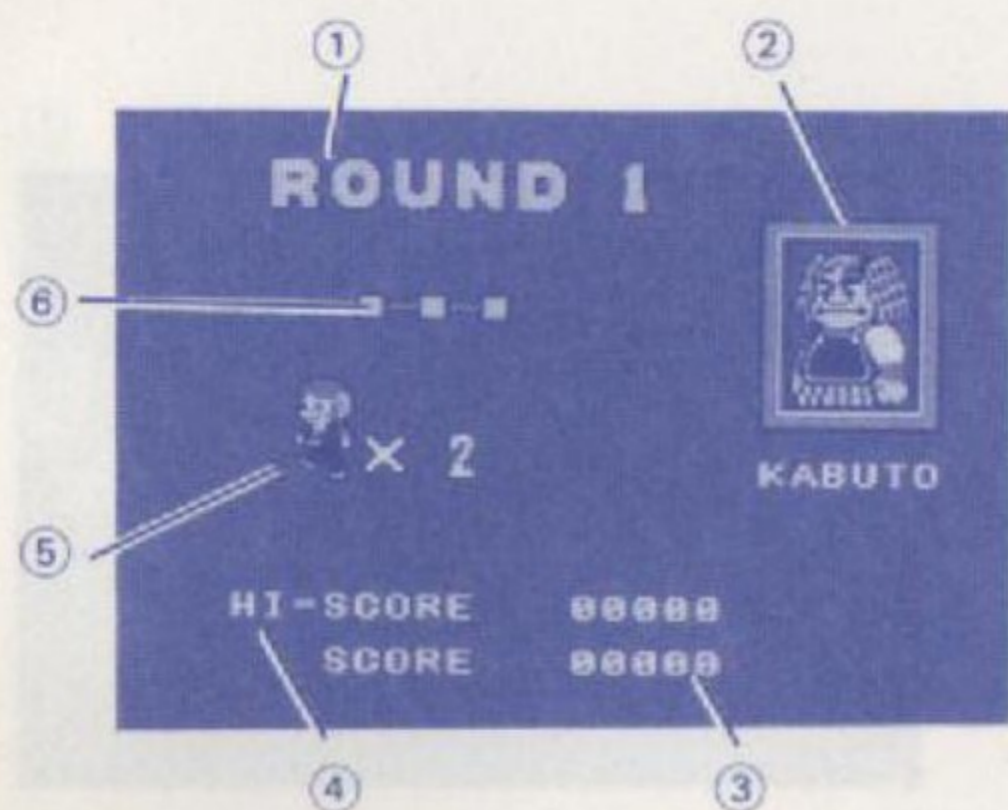 ① ②
ROUND 1
⑥
× 2
KABUTO
⑤
HI-SCORE 00000
SCORE 00000
④ ③